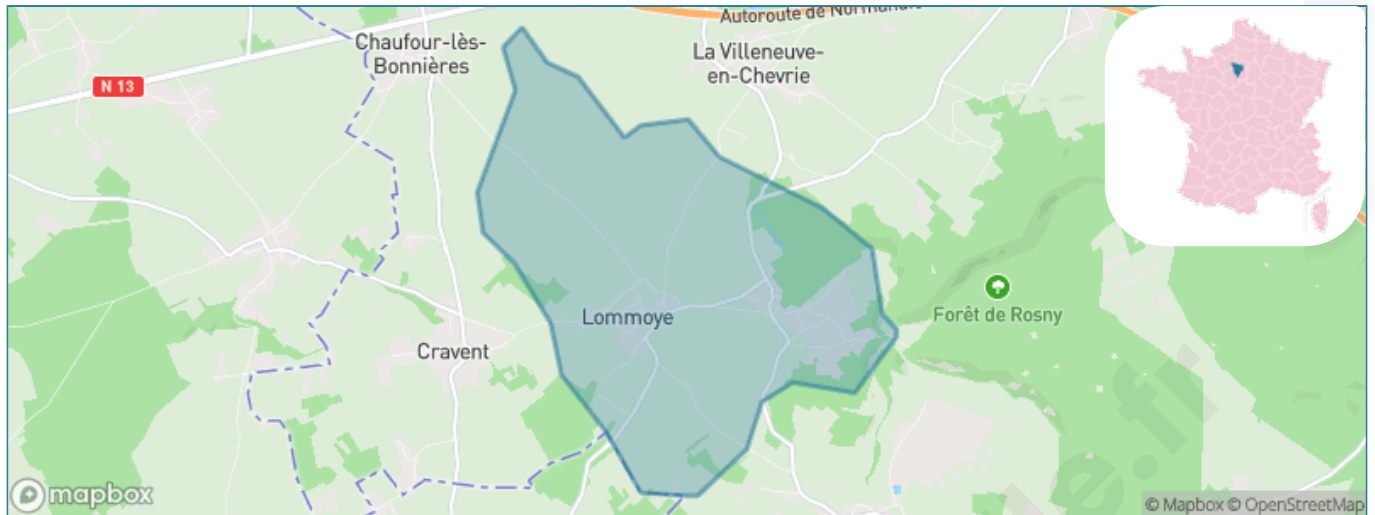 Autoroute de Normandie
Chaufour-lès-
Bonnières
La Villeneuve-
en-Chevrie
N 13
Forêt de Rosny
Lommoye
Cravent
mapbox
© Mapbox © OpenStreetMap